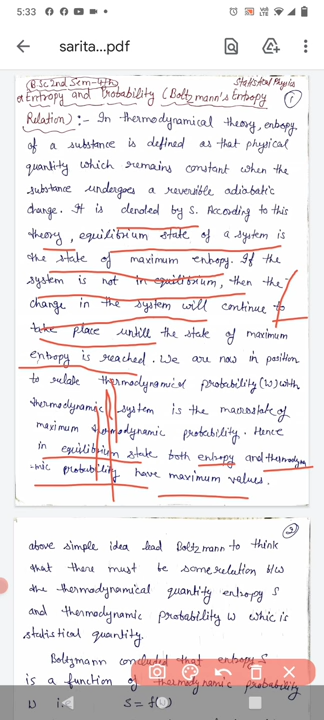 5:33
sarita...pdf
BSc 2nd Sem-4th
Statistical Physics
Entropy and Probability (Boltzmann's Entropy
①
Relation) :- In thermodynamical theory, entropy
of a substance is defined as that physical
quantity which remains constant when the
substance undergoes a reversible adiabatic
change. It is denoted by S. According to this
theory, equilibrium state of a system is
the state of maximum entropy. If the
system is not in equilibrium, then the
change in the system will continue to
take place untill the state of maximum
entropy is reached. We are now in position
to relate thermodynamical probability (W) with
thermodynamic system is the macrostate of
maximum thermodynamic probability. Hence
in equilibrium state both entropy and thermodyna
-mic probability have maximum values.
②
above simple idea lead Boltzmann to think
that there must be some relation b/w
the thermodynamical quantity entropy S
and thermodynamic probability W whic is
statistical quantity.
Boltzmann concluded that entropy S
is a function of thermodynamic probability
S = f(